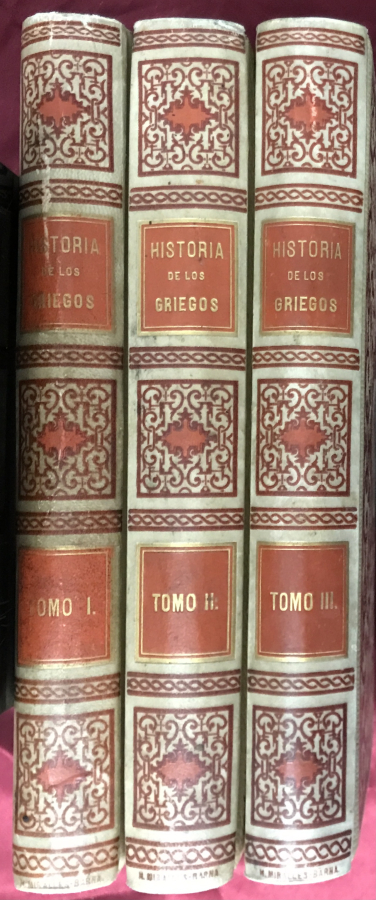 HISTORIA
DE LOS
GRIEGOS
TOMO I.
HISTORIA
DE LOS
GRIEGOS
TOMO II.
HISTORIA
DE LOS
GRIEGOS
TOMO III.